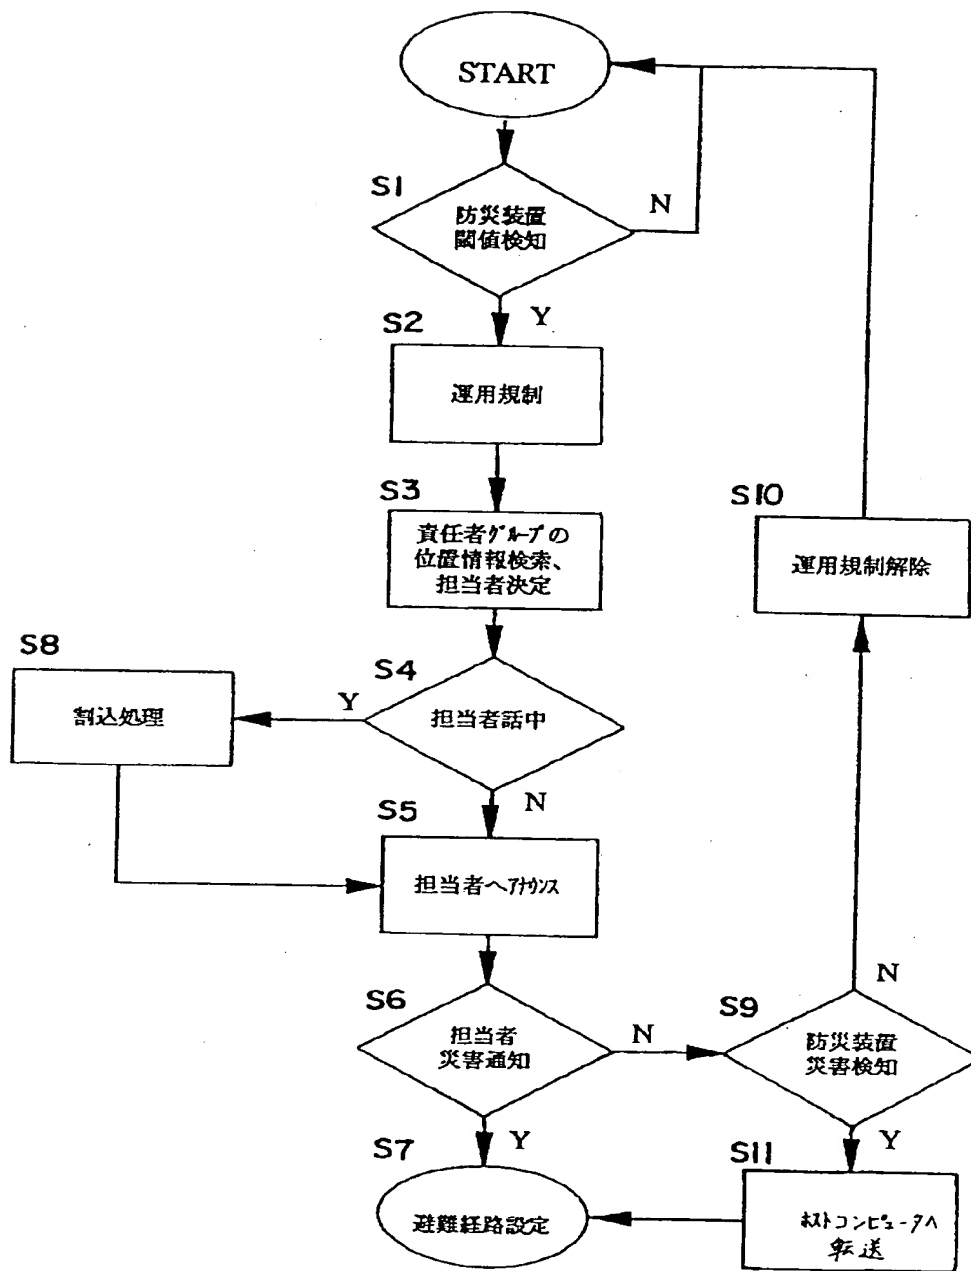 START
S1
防災装置
閾値検知
N
Y
S2
運用規制
S3
責任者グループの
位置情報検索、
担当者決定
S10
運用規制解除
S8
割込処理
S4
担当者話中
Y
N
S5
担当者へアナウンス
S6
担当者
災害通知
N
Y
S9
防災装置
災害検知
N
Y
S7
避難経路設定
S11
ホストコンピュータへ
転送